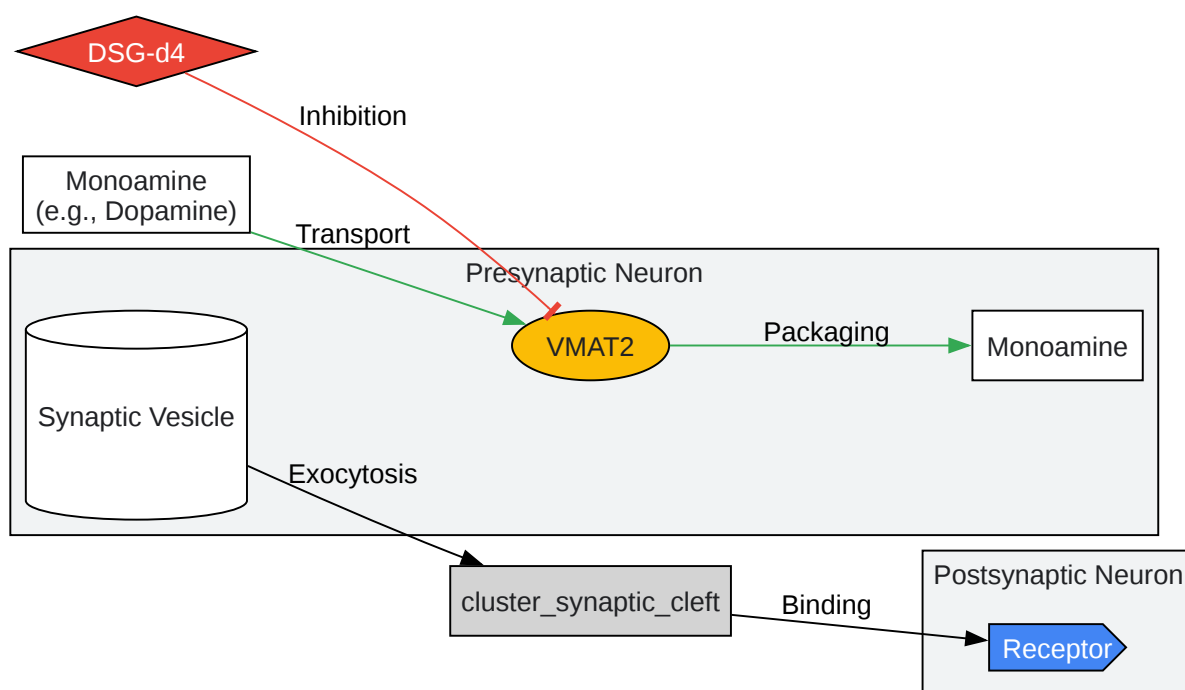 DSG-d4
Inhibition
Monoamine
(e.g., Dopamine)
Transport
Presynaptic Neuron
VMAT2
Packaging
Monoamine
Synaptic Vesicle
Exocytosis
Postsynaptic Neuron
cluster_synaptic_cleft
Binding
Receptor